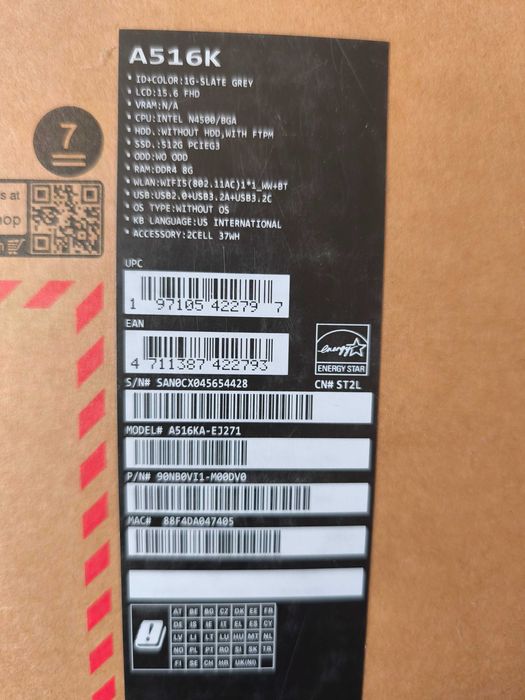 A516K
ID+COLOR:1G-SLATE GREY
LCD:15.6 FHD
VRAM:N/A
CPU:INTEL N4500/BGA
HDD.:WITHOUT HDD,WITH FTPM
SSD.:512G PCIEG3
ODD:WO ODD
RAM:DDR4 8G
WLAN:WIFI5(802.11AC)1*1_WW+BT
USB:USB2.0+USB3.2A+USB3.2C
OS TYPE:WITHOUT OS
KB LANGUAGE:US INTERNATIONAL
ACCESSORY:2CELL 37WH
7
s at
hop
UPC
1 97105 42279 7
EAN
4 711387 422793
energy
ENERGY STAR
S/N# SAN0CX045654428 CN# ST2L
MODEL# A516KA-EJ271
P/N# 90NB0VI1-M00DV0
MAC# 88F4DA047405
AT BE BG CZ DK EE FR
DE IS IE IT EL ES CY
LV LI LT LU HU MT NL
NO PL PT RO SI SK TR
FI SE CH HR UK(NI)